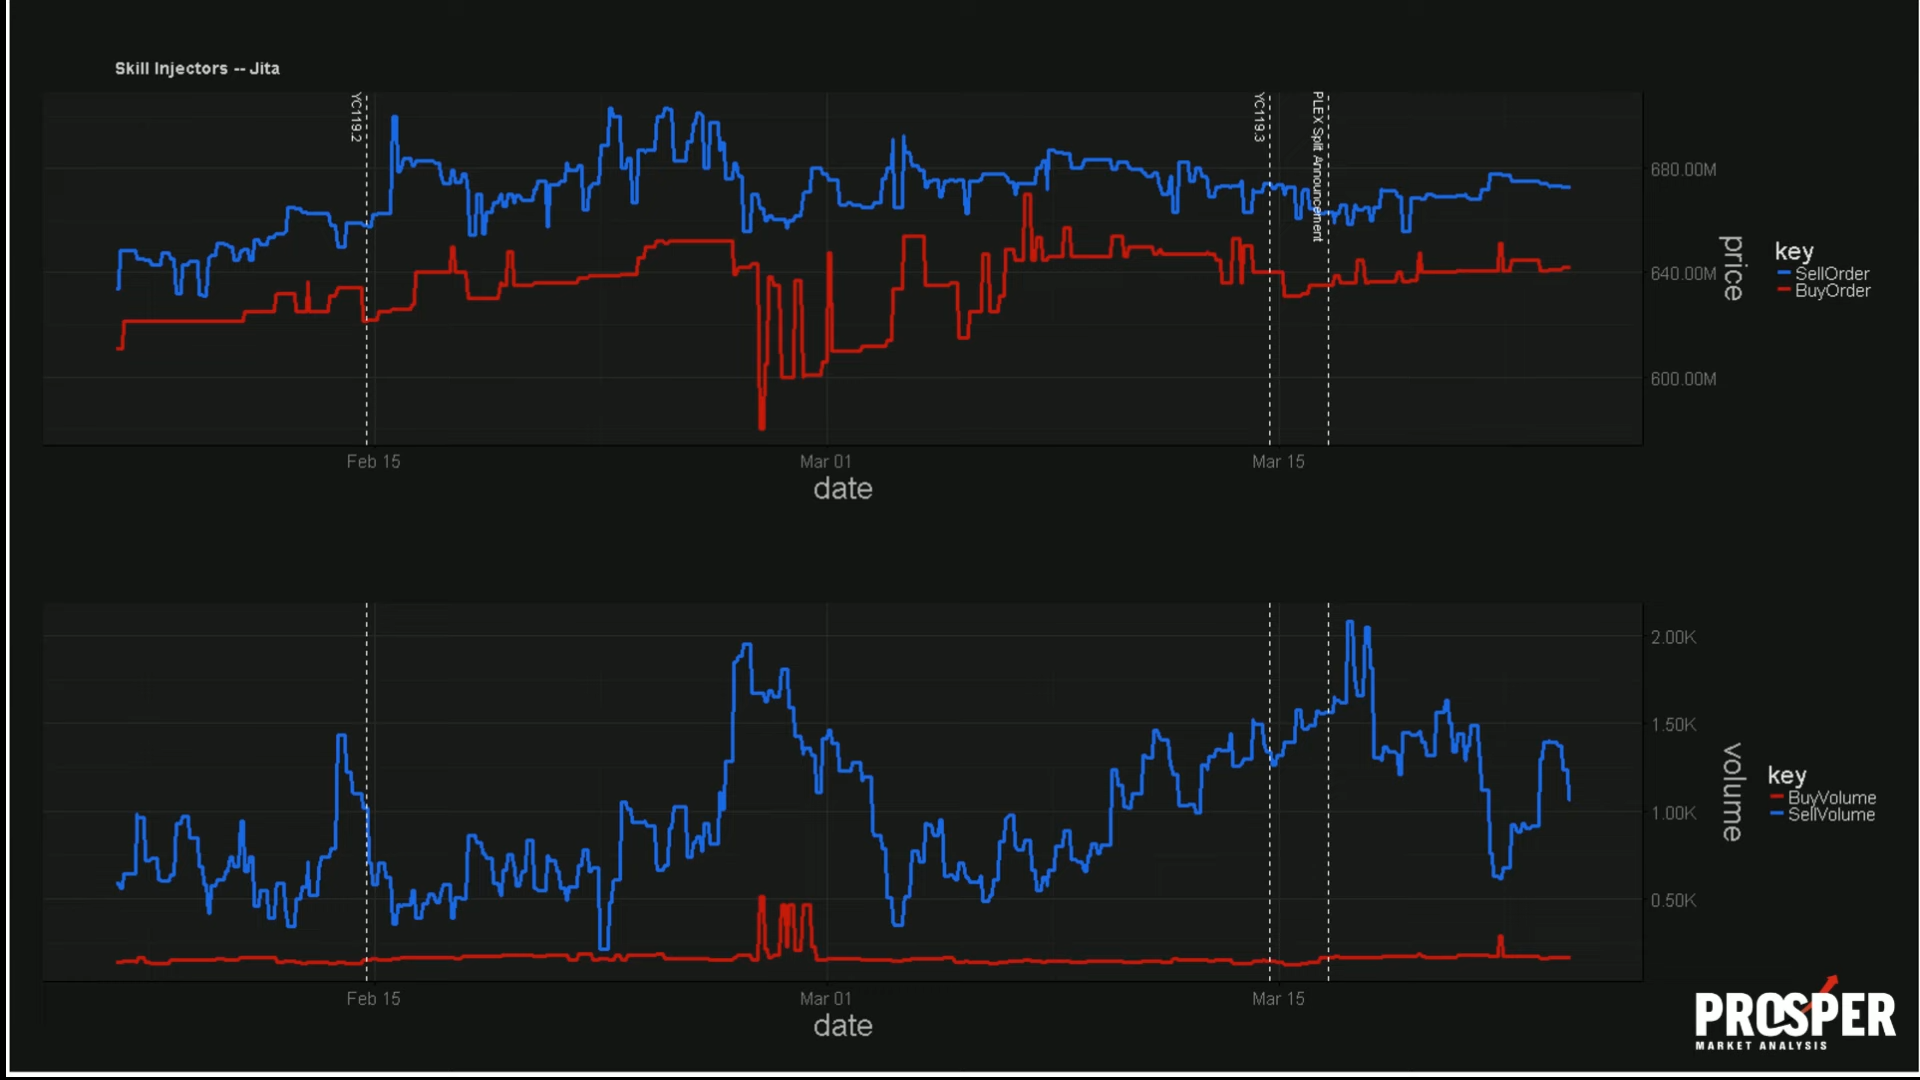 Skill Injectors -- Jita
YC119.2
YC119.3
PLEX Split Announcement
680.00M
640.00M
600.00M
price
key
SellOrder
BuyOrder
Feb 15
Mar 01
Mar 15
date
2.00K
1.50K
1.00K
0.50K
volume
key
BuyVolume
SellVolume
Feb 15
Mar 01
Mar 15
date
PROSPER
MARKET ANALYSIS